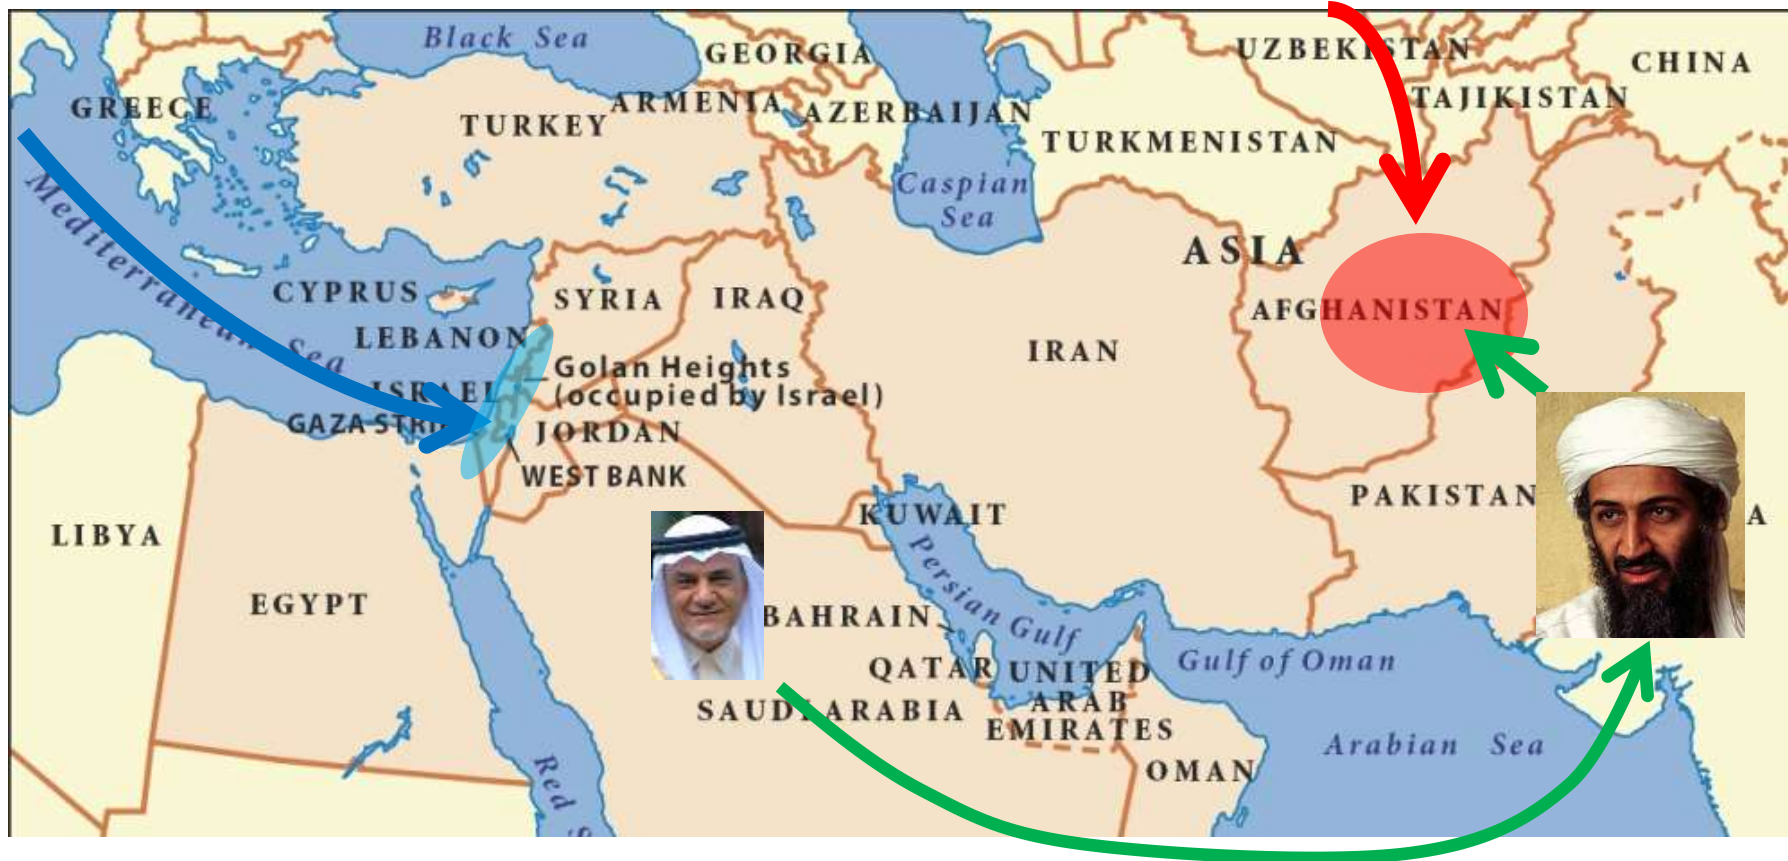 Black Sea
GEORGIA
UZBEKISTAN
CHINA
GREECE
TURKEY
ARMENIA
AZERBAIJAN
TAJIKISTAN
TURKMENISTAN
Caspian
Sea
Mediterranean Sea
ASIA
CYPRUS
SYRIA
IRAQ
AFGHANISTAN
LEBANON
IRAN
Golan Heights
(occupied by Israel)
ISRAEL
GAZA STRI
JORDAN
WEST BANK
PAKISTAN
A
KUWAIT
LIBYA
EGYPT
Persian Gulf
BAHRAIN
QATAR
UNITED
ARAB
EMIRATES
Gulf of Oman
SAUDI ARABIA
Arabian Sea
OMAN
Red S